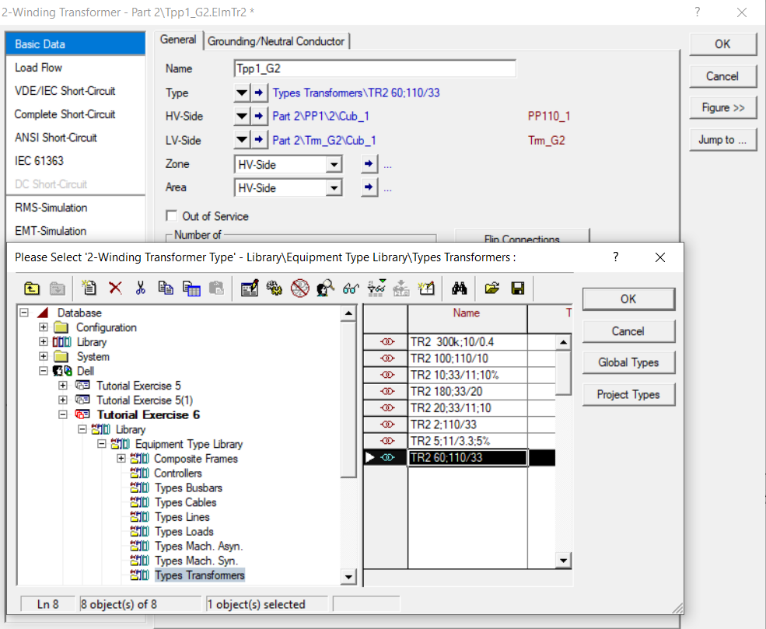 2-Winding Transformer - Part 2\Tpp1_G2.ElmTr2 *
?
Basic Data
Load Flow
VDE/IEC Short-Circuit
Complete Short-Circuit
ANSI Short-Circuit
IEC 61363
DC Short-Circuit
RMS-Simulation
EMT-Simulation
General
Grounding/Neutral Conductor
Name
Tpp1_G2
Type
Types Transformers\TR2 60;110/33
HV-Side
Part 2\PP1\2\Cub_1
PP110_1
LV-Side
Part 2\Trm_G2\Cub_1
Trm_G2
Zone
HV-Side
...
Area
HV-Side
...
Out of Service
Number of
Flip Connections
OK
Cancel
Figure >>
Jump to ...
Please Select '2-Winding Transformer Type' - Library\Equipment Type Library\Types Transformers :
?
Database
Configuration
Library
System
Dell
Tutorial Exercise 5
Tutorial Exercise 5(1)
Tutorial Exercise 6
Library
Equipment Type Library
Composite Frames
Controllers
Types Busbars
Types Cables
Types Lines
Types Loads
Types Mach. Asyn.
Types Mach. Syn.
Types Transformers
Name
T
TR2  300k;10/0.4
TR2 100;110/10
TR2 10;33/11;10%
TR2 180;33/20
TR2 20;33/11;10
TR2 2;110/33
TR2 5;11/3.3;5%
TR2 60;110/33
OK
Cancel
Global Types
Project Types
Ln 8
8 object(s) of 8
1 object(s) selected